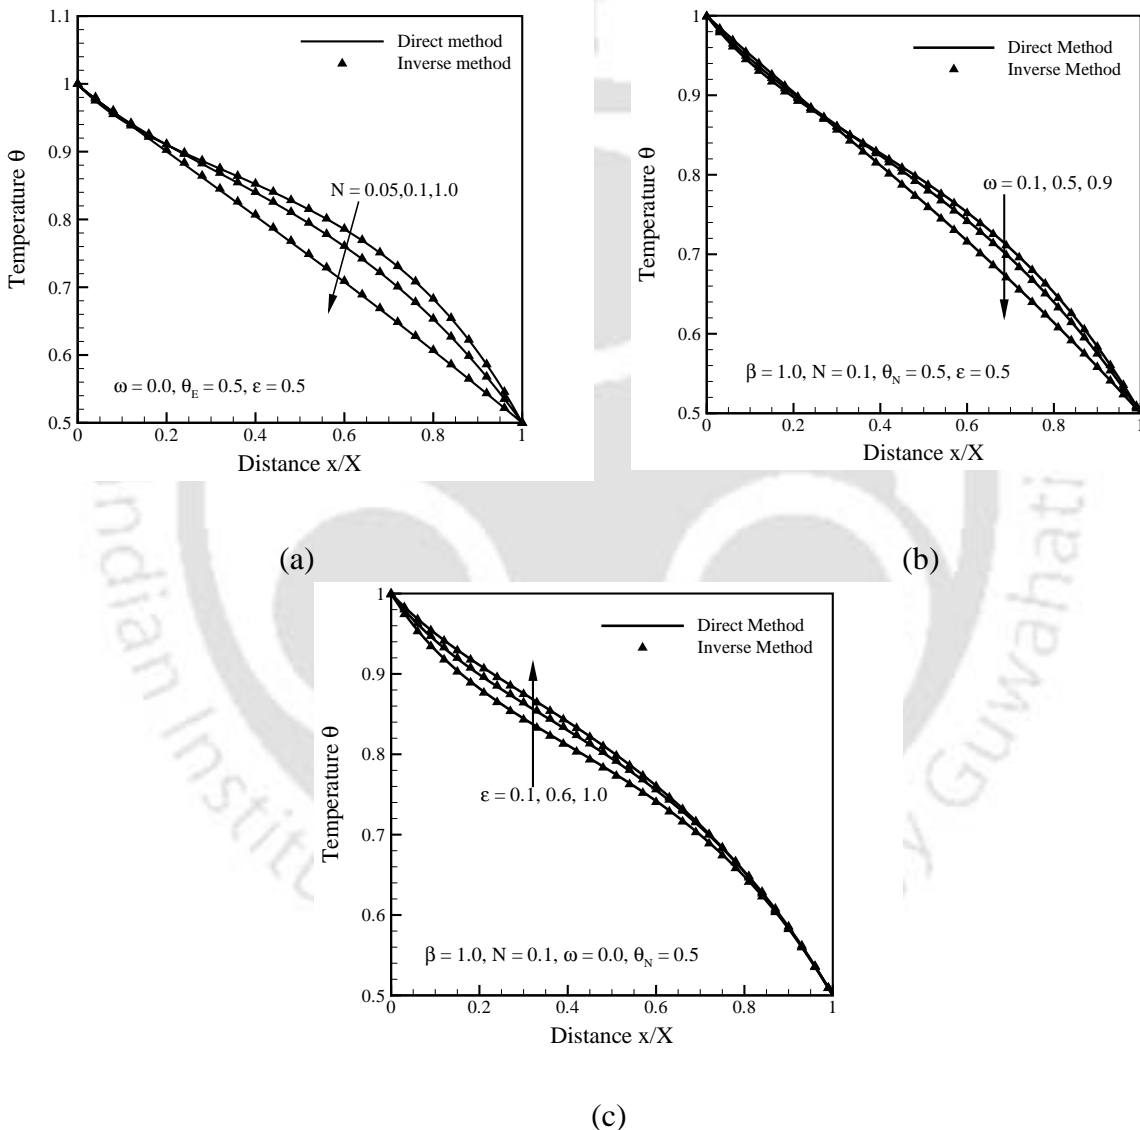 1.1
1
0.9
0.8
0.7
0.6
0.5
Temperature θ
Direct method
Inverse method
N = 0.05,0.1,1.0
ω = 0.0, θ_E = 0.5, ε = 0.5
0 0.2 0.4 0.6 0.8 1
Distance x/X
(a)
1
0.9
0.8
0.7
0.6
0.5
Temperature θ
Direct Method
Inverse Method
ω = 0.1, 0.5, 0.9
β = 1.0, N = 0.1, θ_N = 0.5, ε = 0.5
0 0.2 0.4 0.6 0.8 1
Distance x/X
(b)
1
0.9
0.8
0.7
0.6
0.5
Temperature θ
Direct Method
Inverse Method
ε = 0.1, 0.6, 1.0
β = 1.0, N = 0.1, ω = 0.0, θ_N = 0.5
0 0.2 0.4 0.6 0.8 1
Distance x/X
(c)
Guwahati